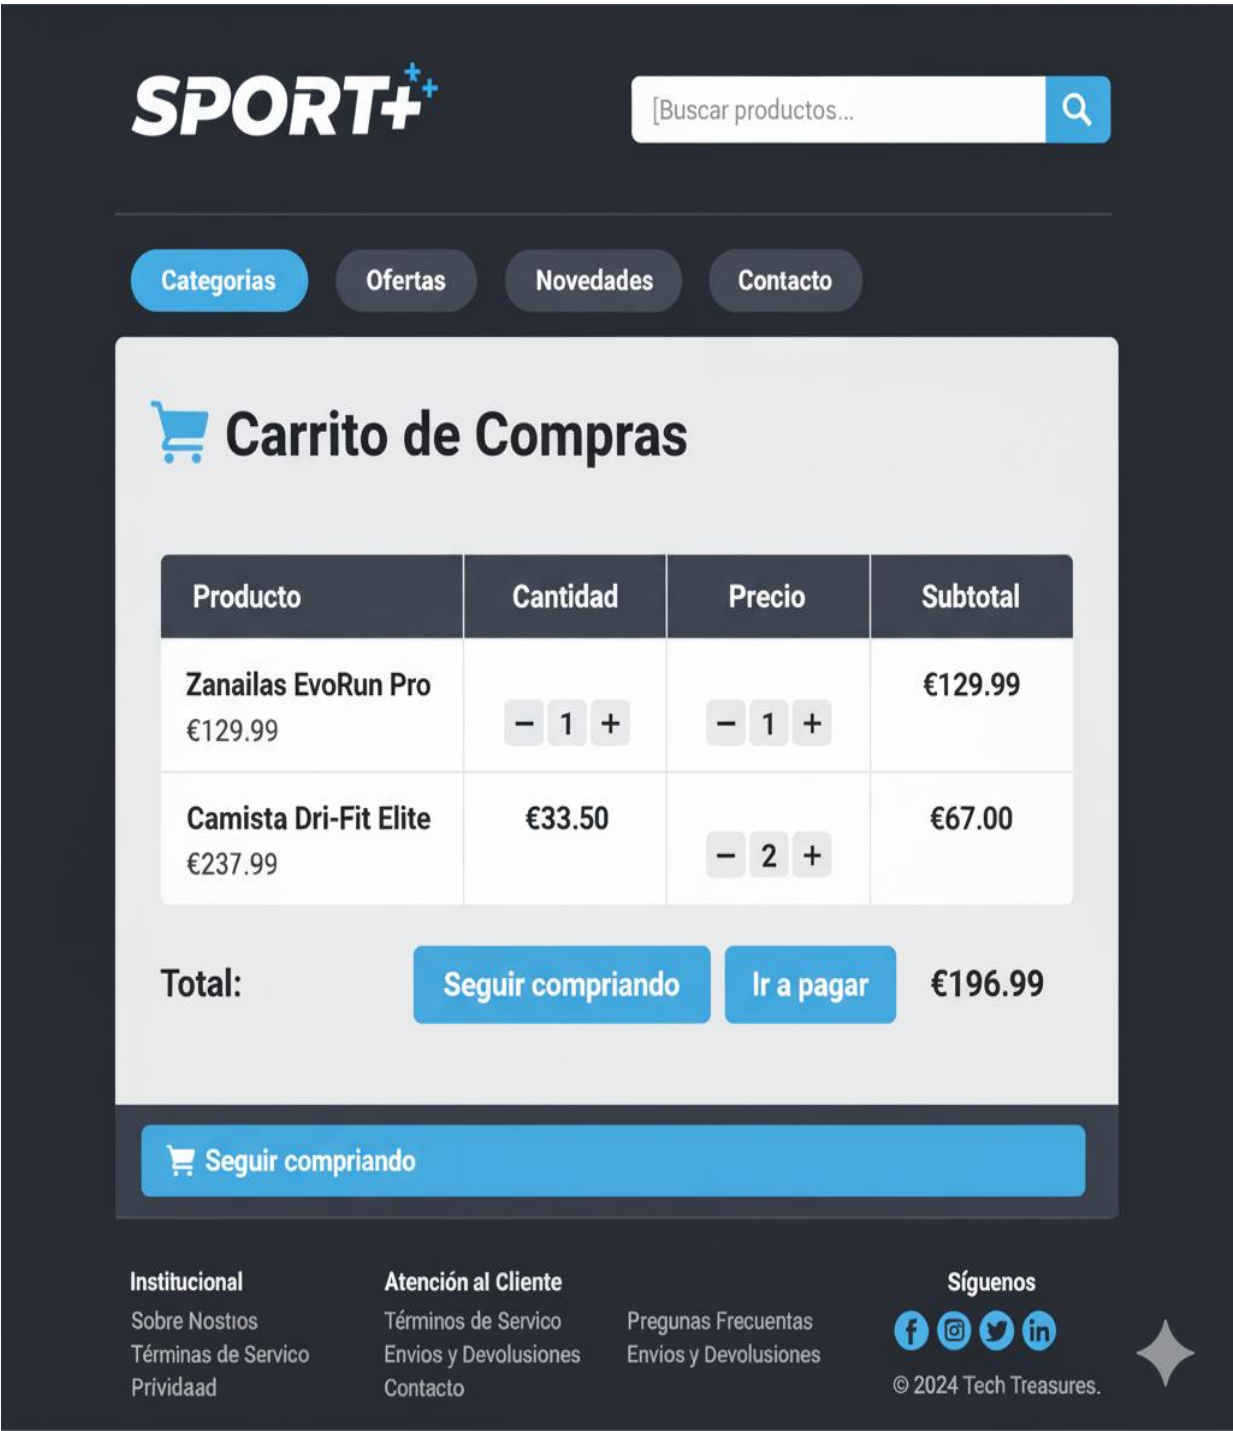 SPORT+
[Buscar productos...
Categorias
Ofertas
Novedades
Contacto
Carrito de Compras
Producto Cantidad Precio Subtotal
Zanailas EvoRun Pro €129.99
€129.99 − 1 + − 1 +
Camista Dri-Fit Elite €33.50 €67.00
€237.99 − 2 +
Total: Seguir compriando Ir a pagar €196.99
Seguir compriando
Institucional
Sobre Nostıos
Términas de Servico
Prividaad
Atención al Cliente
Términos de Servico
Envios y Devolusiones
Contacto
Pregunas Frecuentas
Envios y Devolusiones
Síguenos
© 2024 Tech Treasures.